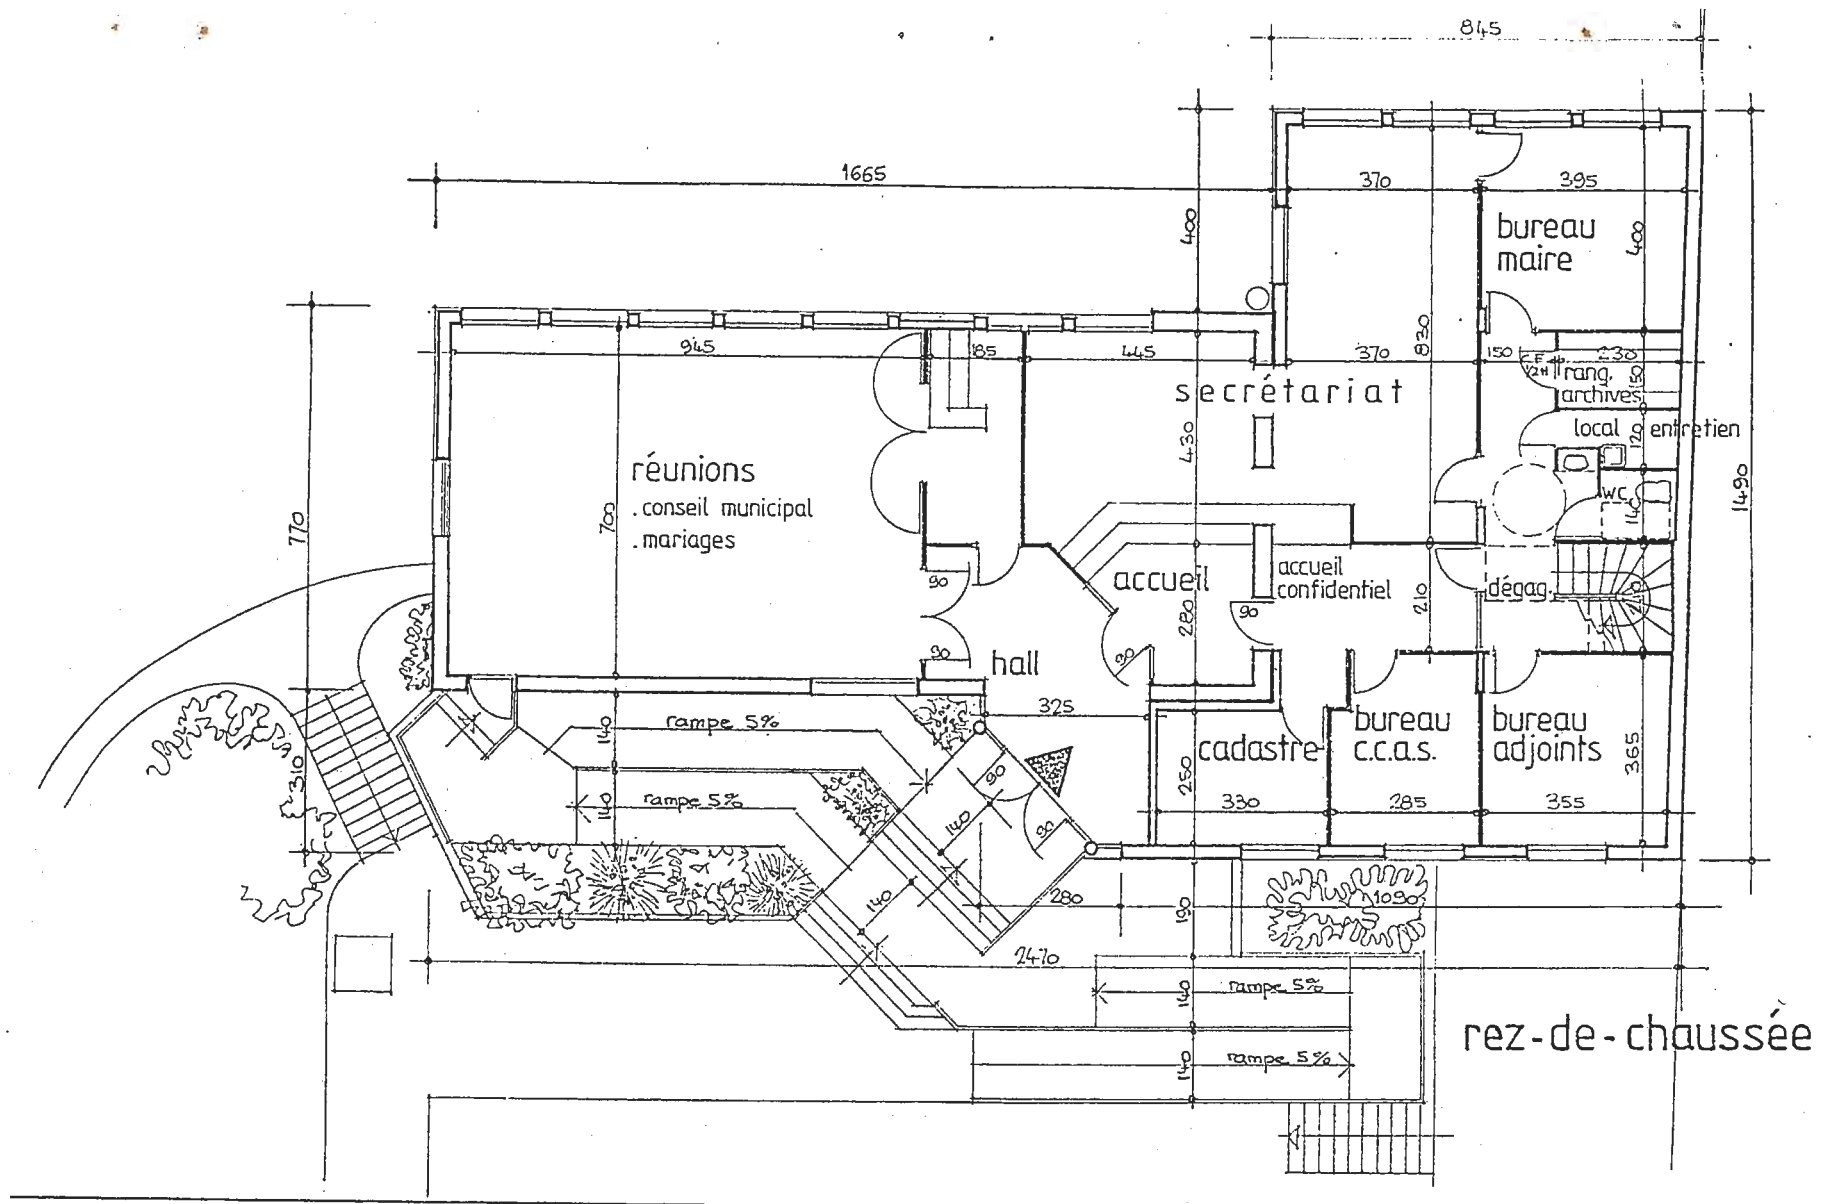 845
1665
370
395
400
bureau
maire
400
830
945
185
445
370
150
230
rang.
archives
150
secrétariat
local entretien
120
430
réunions
.conseil municipal
.mariages
700
770
wc
140
1490
accueil
accueil
confidentiel
dégag.
210
280
90
90
90
90
hall
325
rampe 5%
140
cadastre
bureau
c.c.a.s.
bureau
adjoints
365
250
310
rampe 5%
140
90
140
90
330
285
355
140
280
1090
190
2470
rampe 5%
140
rez-de-chaussée
rampe 5%
140